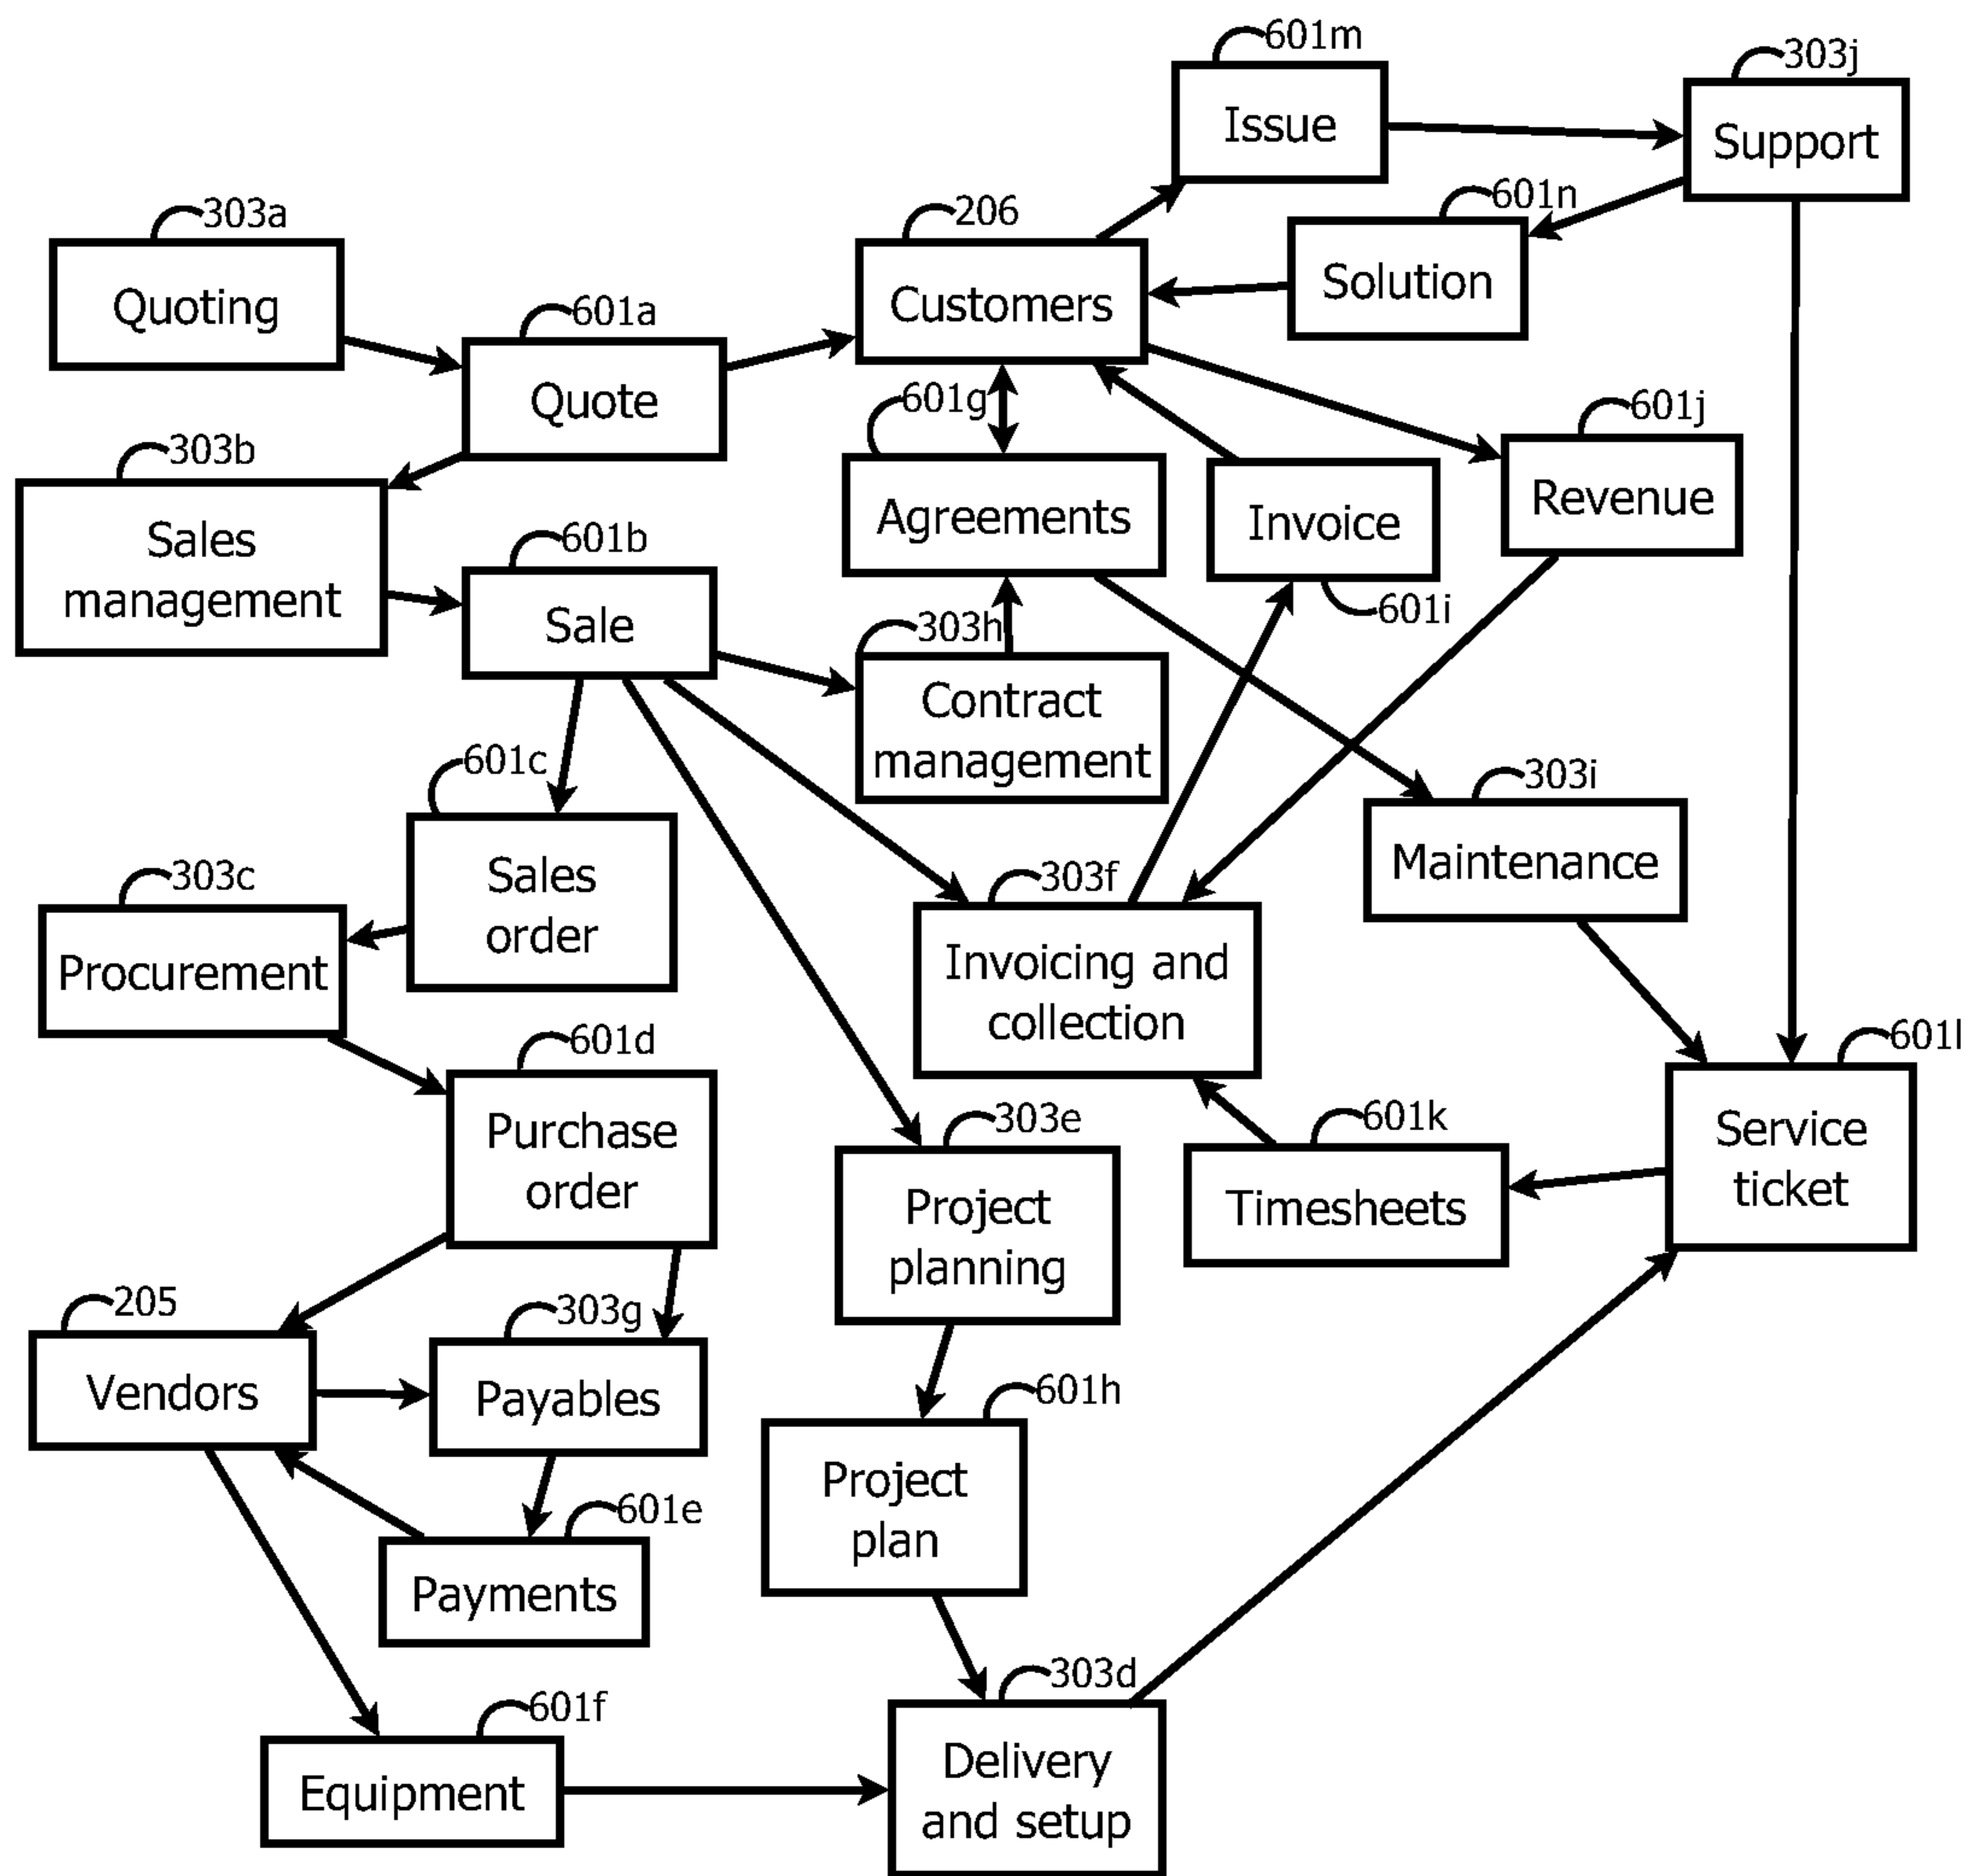 601m
303j
Issue
Support
601n
303a
206
Solution
Quoting
601a
Customers
601g
601j
Quote
303b
Revenue
Agreements
Invoice
Sales
management
601b
601i
Sale
303h
Contract
management
601c
303i
Sales
order
Maintenance
303c
303f
Procurement
Invoicing and
collection
601d
601l
Purchase
order
303e
601k
Service
ticket
Project
planning
Timesheets
205
303g
Vendors
Payables
601h
Project
plan
601e
Payments
303d
601f
Equipment
Delivery
and setup